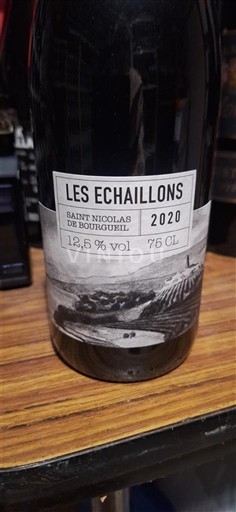 LES ECHAILLONS
SAINT NICOLAS
DE BOURGUEIL
2020
12,5 % vol
75 CL